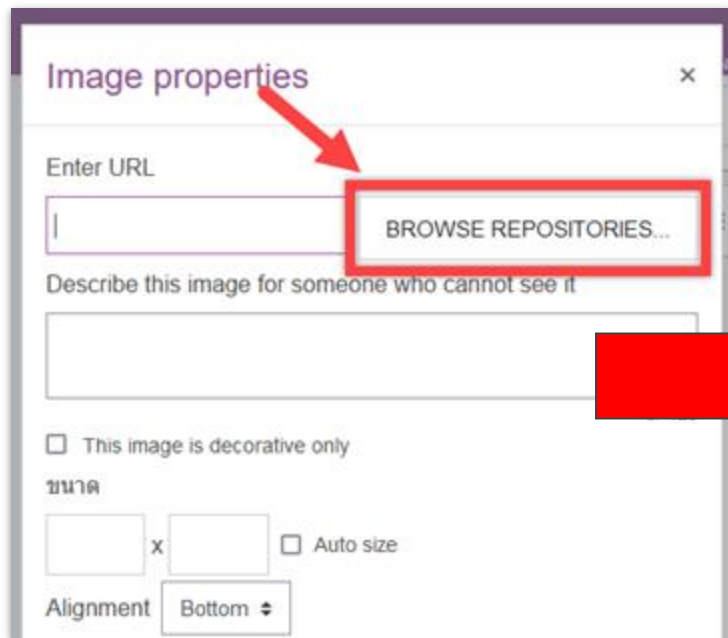 Image properties ×
Enter URL
BROWSE REPOSITORIES...
Describe this image for someone who cannot see it
This image is decorative only
ขนาด
x Auto size
Alignment Bottom